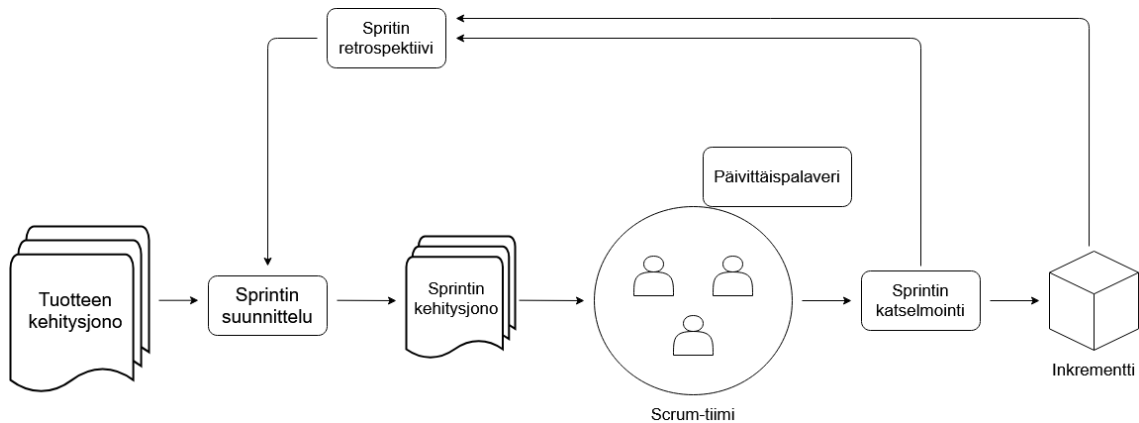 Spritin
retrospektiivi
Päivittäispalaveri
Tuotteen
kehitysjono
Sprintin
suunnittelu
Sprintin
kehitysjono
Sprintin
katselmointi
Inkrementti
Scrum-tiimi